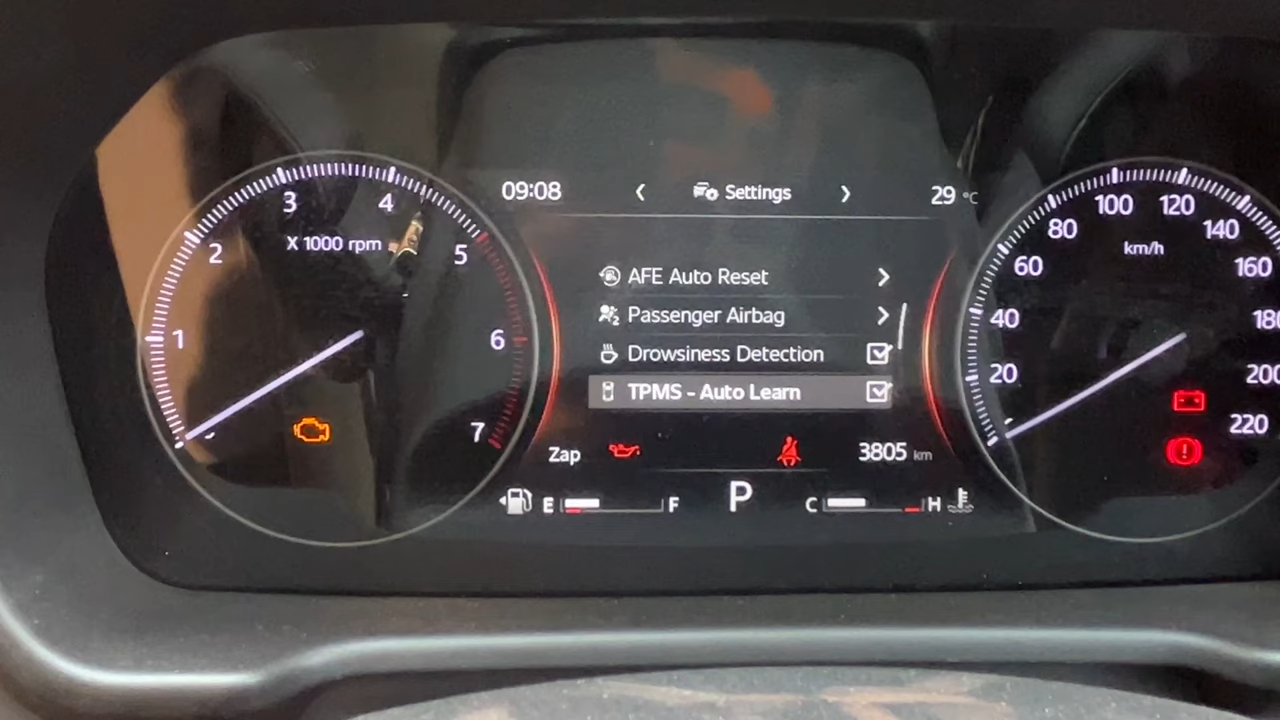 09:08 Settings 29 °C
AFE Auto Reset
Passenger Airbag
Drowsiness Detection
TPMS - Auto Learn
Zap 3805 km
E F P C H
1 2 3 4 5 6 7
X 1000 rpm
20 40 60 80 100 120 140 160 180 200 220
km/h